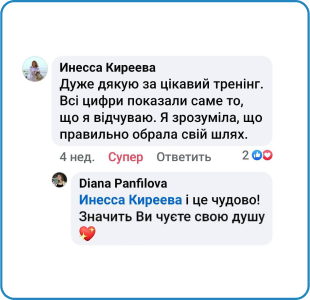 Инесса Киреева
Дуже дякую за цікавий тренінг.
Всі цифри показали саме то,
що я відчуваю. Я зрозуміла, що
правильно обрала свій шлях.
4 нед. Супер Ответить 2
Diana Panfilova
Инесса Киреева і це чудово!
Значить Ви чуєте свою душу